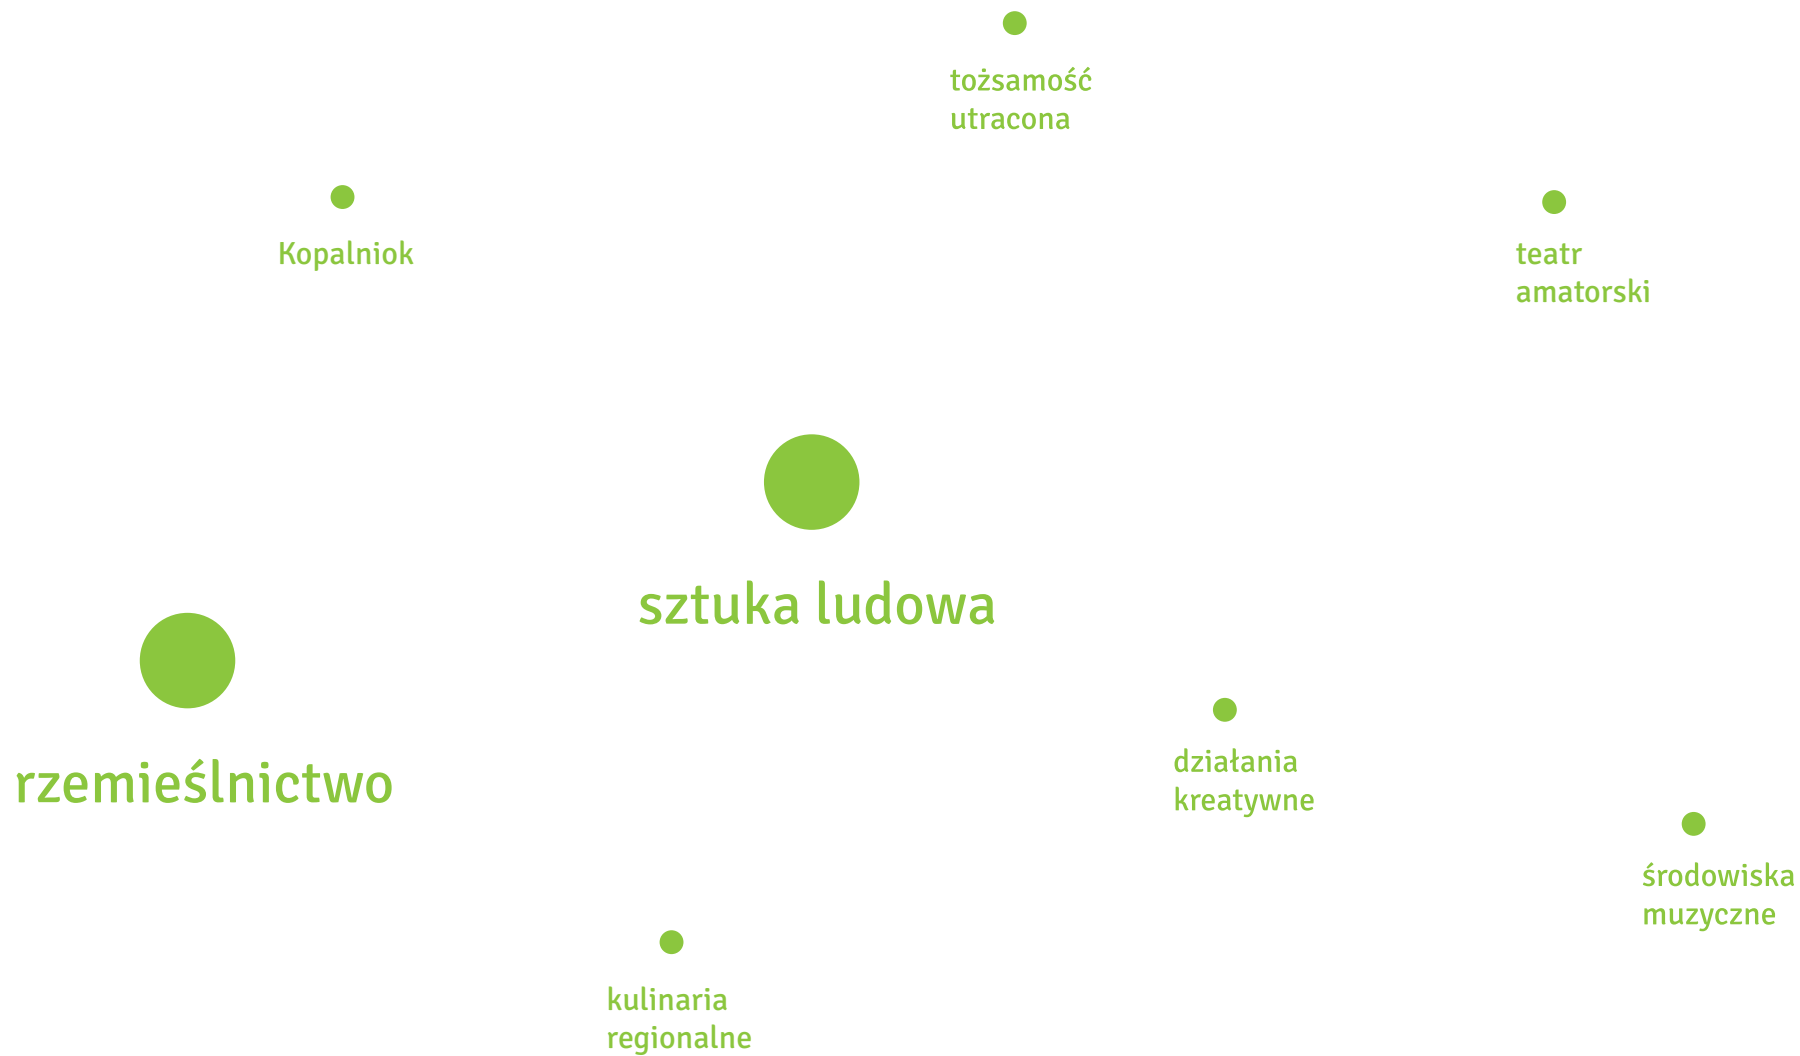 tożsamość
utracona
Kopalniok
teatr
amatorski
sztuka ludowa
rzemieślnictwo
działania
kreatywne
środowiska
muzyczne
kulinaria
regionalne